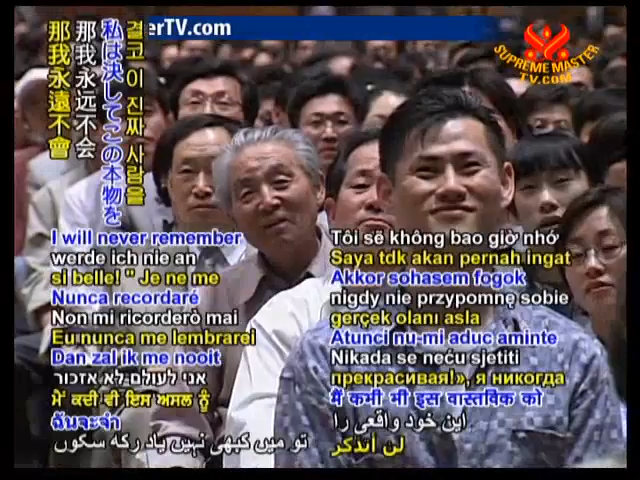 erTV.com
SUPREME MASTER
TV.COM
那我永遠不會
那我永远不会
私は決してこの本物を
결코 이 진짜 사람을
I will never remember
werde ich nie an
si belle! " Je ne me
Nunca recordaré
Non mi ricorderò mai
Eu nunca me lembrarei
Dan zal ik me nooit
אני לעולם לא אזכור
ਮੈਂ ਕਦੀ ਵੀ ਇਸ ਅਸਲ ਨੂੰ
ฉันจะจำ
تو میں کبھی نہیں یاد رکھ سکوں
Tôi sẽ không bao giờ nhớ
Saya tdk akan pernah ingat
Akkor sohasem fogok
nigdy nie przypomnę sobie
gerçek olanı asla
Atunci nu-mi aduc aminte
Nikada se neću sjetiti
прекрасивая!», я никогда
मैं कभी भी इस वास्तविक को
این خود واقعی را
لن أتذكر